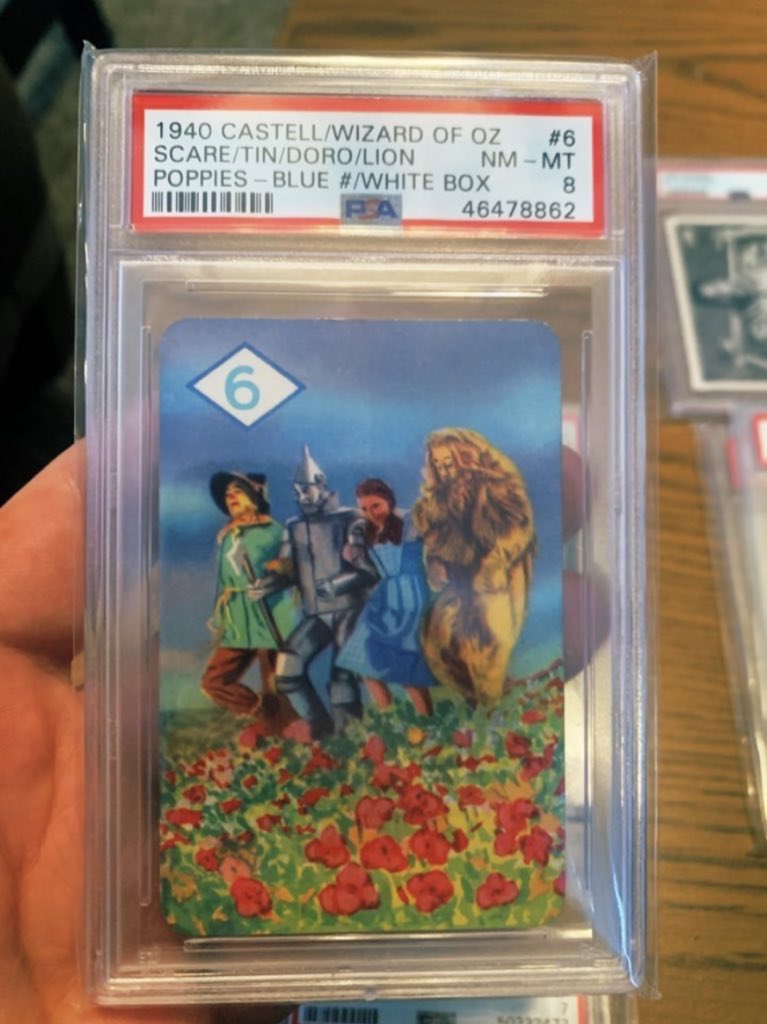 1940 CASTELL/WIZARD OF OZ #6
SCARE/TIN/DORO/LION NM-MT
POPPIES-BLUE #/WHITE BOX 8
PSA 46478862
6
7